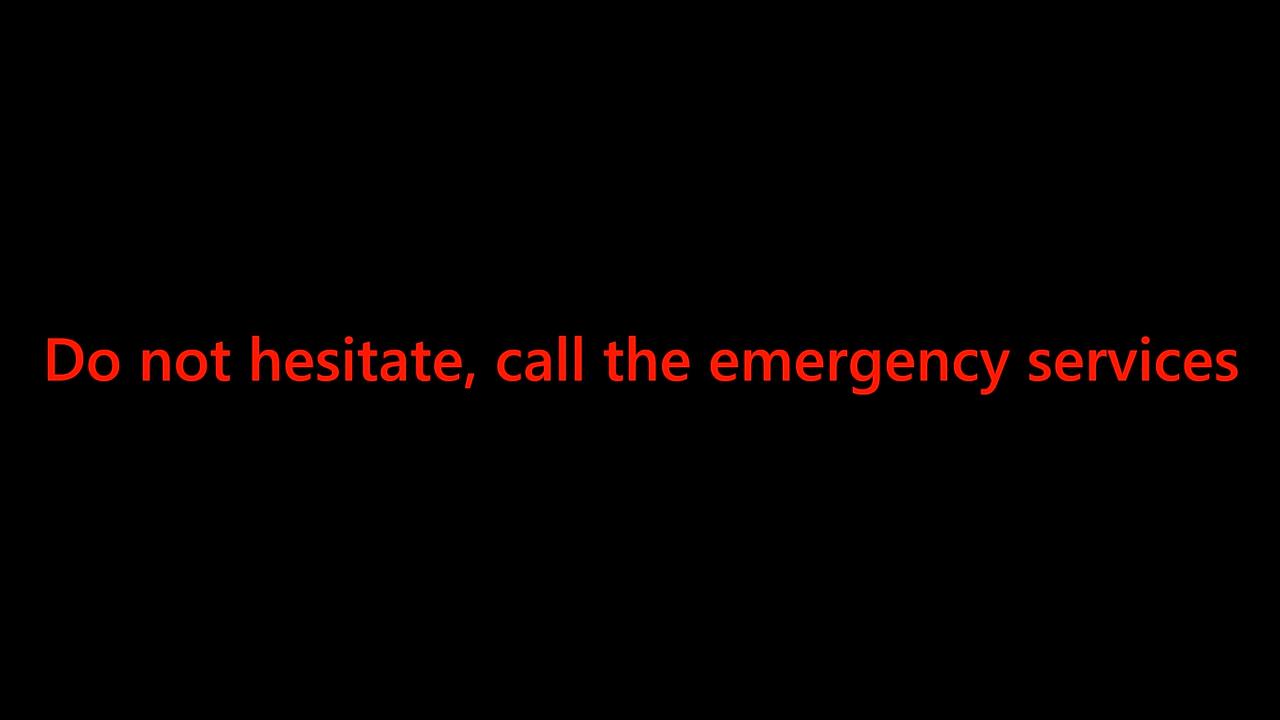 Do not hesitate, call the emergency services